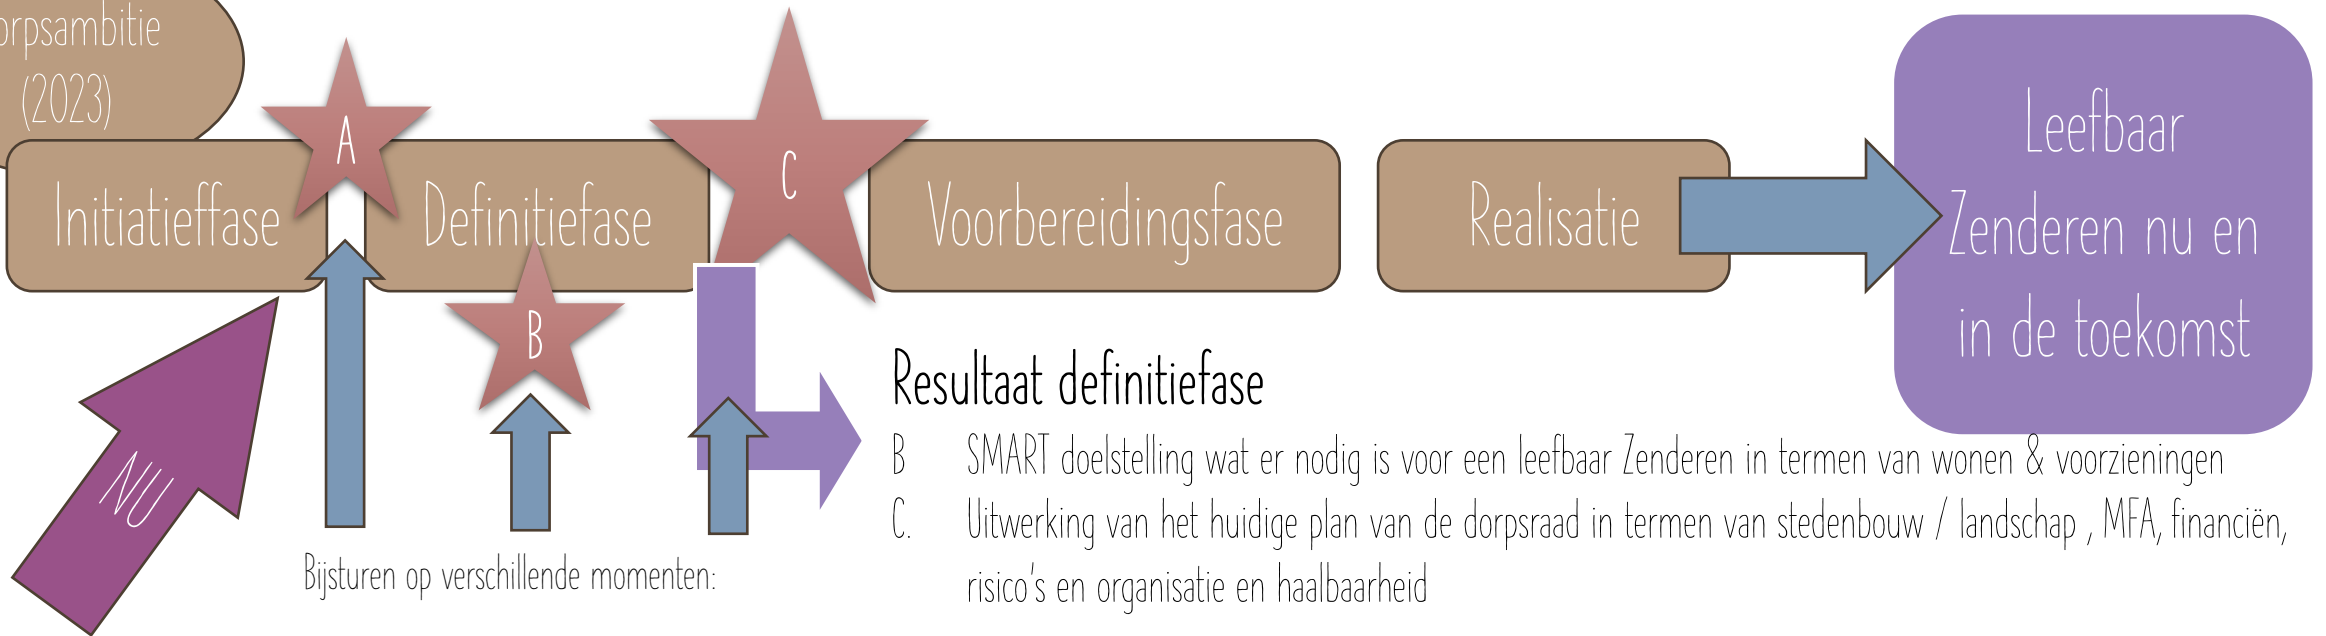 orpsambitie
(2023)
A
C
Initiatieffase
Definitiefase
Voorbereidingsfase
Realisatie
Leefbaar
Zenderen nu en
in de toekomst
B
NU
Resultaat definitiefase
B SMART doelstelling wat er nodig is voor een leefbaar Zenderen in termen van wonen & voorzieningen
C. Uitwerking van het huidige plan van de dorpsraad in termen van stedenbouw / landschap , MFA, financiën,
risico's en organisatie en haalbaarheid
Bijsturen op verschillende momenten: